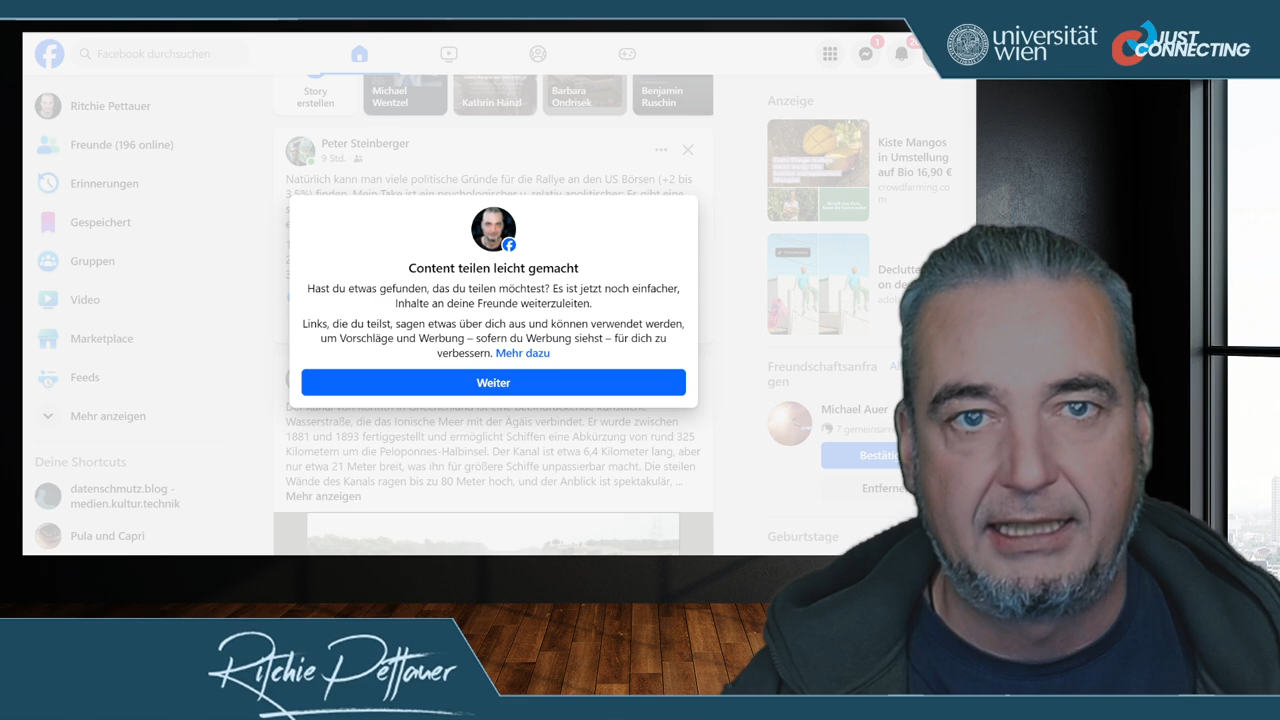 universität
wien
JUST
CONNECTING
Facebook durchsuchen
1
Ritchie Pettauer
Freunde (196 online)
Erinnerungen
Gespeichert
Gruppen
Video
Marketplace
Feeds
Mehr anzeigen
Deine Shortcuts
datenschmutz.blog -
medien.kultur.technik
Pula und Capri
Story
erstellen
Michael
Wentzel
Kathrin Hanzl
Barbara
Ondrisek
Benjamin
Ruschin
Peter Steinberger
9 Std.
Natürlich kann man viele politische Gründe für die Rallye an den US Börsen (+2 bis
Content teilen leicht gemacht
Hast du etwas gefunden, das du teilen möchtest? Es ist jetzt noch einfacher,
Inhalte an deine Freunde weiterzuleiten.
Links, die du teilst, sagen etwas über dich aus und können verwendet werden,
um Vorschläge und Werbung – sofern du Werbung siehst – für dich zu
verbessern. Mehr dazu
Weiter
Wasserstraße, die das Ionische Meer mit der Ägäis verbindet. Er wurde zwischen
1881 und 1893 fertiggestellt und ermöglicht Schiffen eine Abkürzung von rund 325
Kilometern um die Peloponnes-Halbinsel. Der Kanal ist etwa 6,4 Kilometer lang, aber
nur etwa 21 Meter breit, was ihn für größere Schiffe unpassierbar macht. Die steilen
Wände des Kanals ragen bis zu 80 Meter hoch, und der Anblick ist spektakulär, ...
Mehr anzeigen
Anzeige
Kiste Mangos
in Umstellung
auf Bio 16,90 €
crowdfarming.co
m
Declutte
on de
adob
Freundschaftsanfra
gen
Michael Auer
7 gemeinsam
Bestätig
Entferne
Geburtstage
Ritchie Pettauer